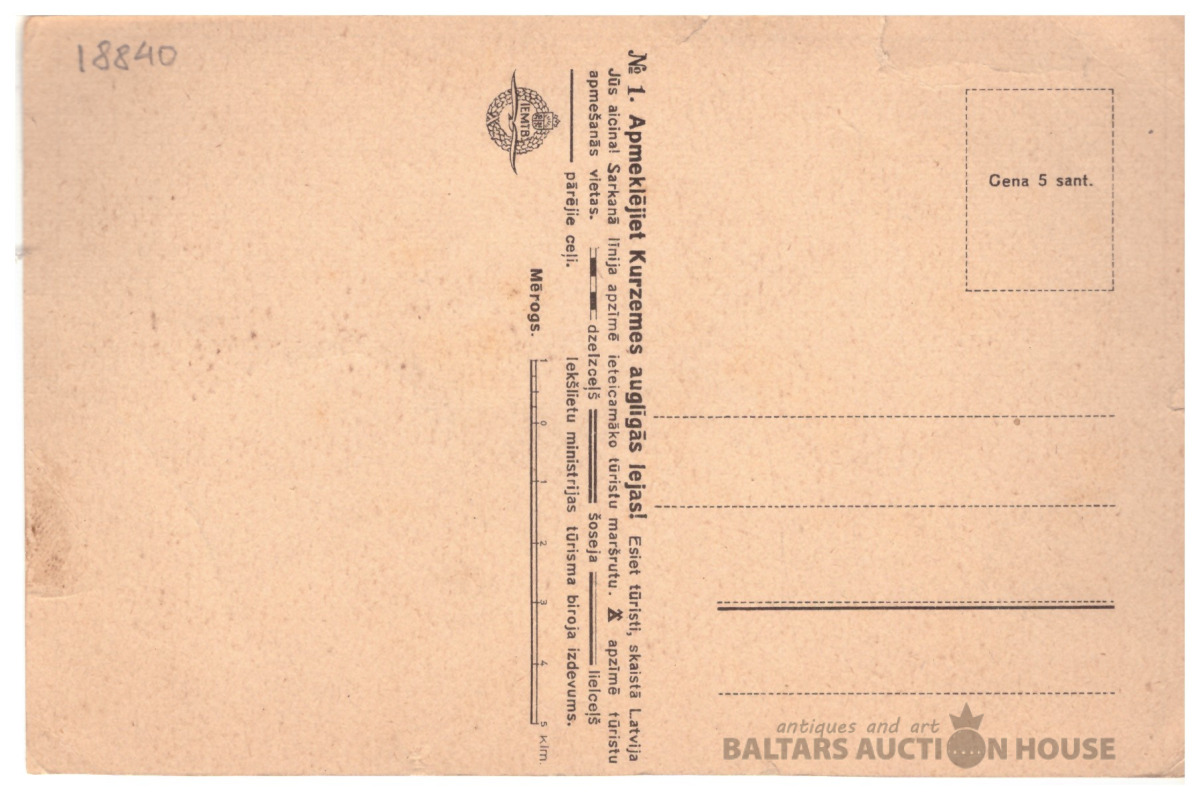 18840
№ 1. Apmeklējiet Kurzemes auglīgās lejas! Esiet tūristi, skaistā Latvija
Jūs aicina! Sarkanā līnija apzīmē ieteicamāko tūristu maršrutu. apzīmē tūristu
apmešanās vietas. dzelzceļš šoseja lielceļš
pārējie ceļi. Iekšlietu ministrijas tūrisma biroja izdevums.
IEMTB
Mērogs. 1 0 1 2 3 4 5 Klm.
Cena 5 sant.
antiques and art
BALTARS AUCTION HOUSE